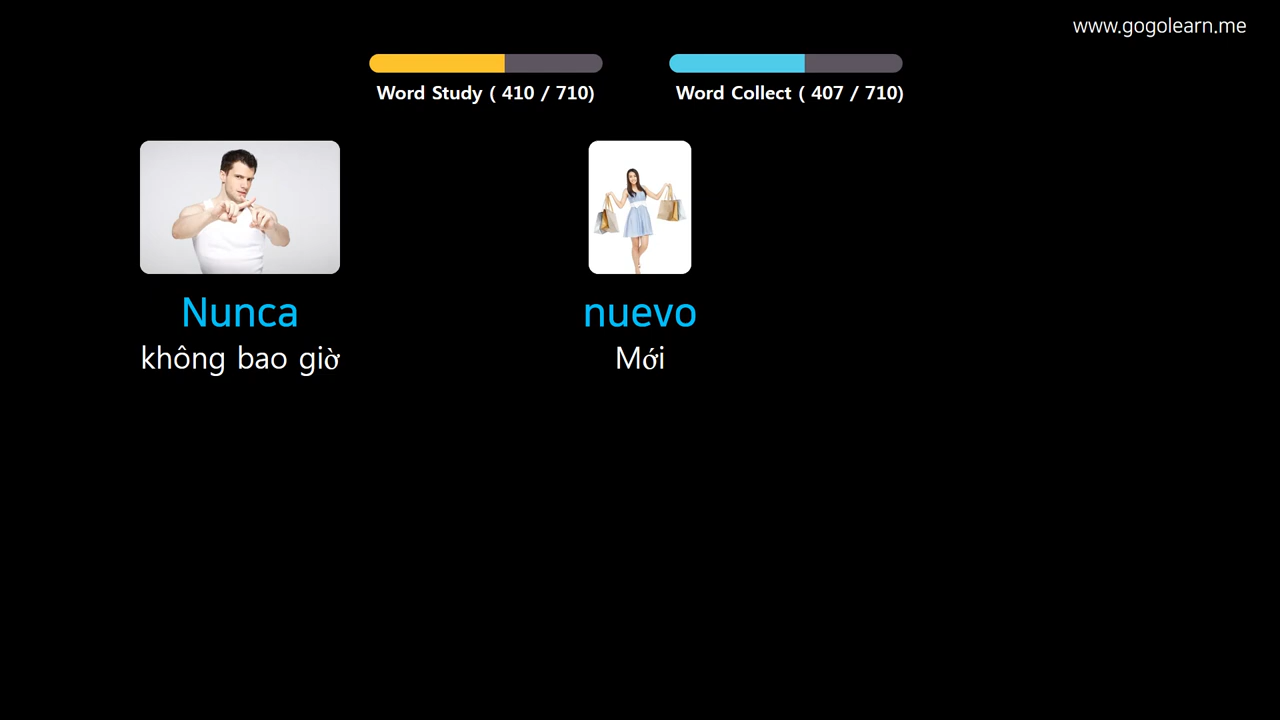 www.gogolearn.me
Word Study ( 410 / 710)
Word Collect ( 407 / 710)
Nunca
không bao giờ
nuevo
Mới